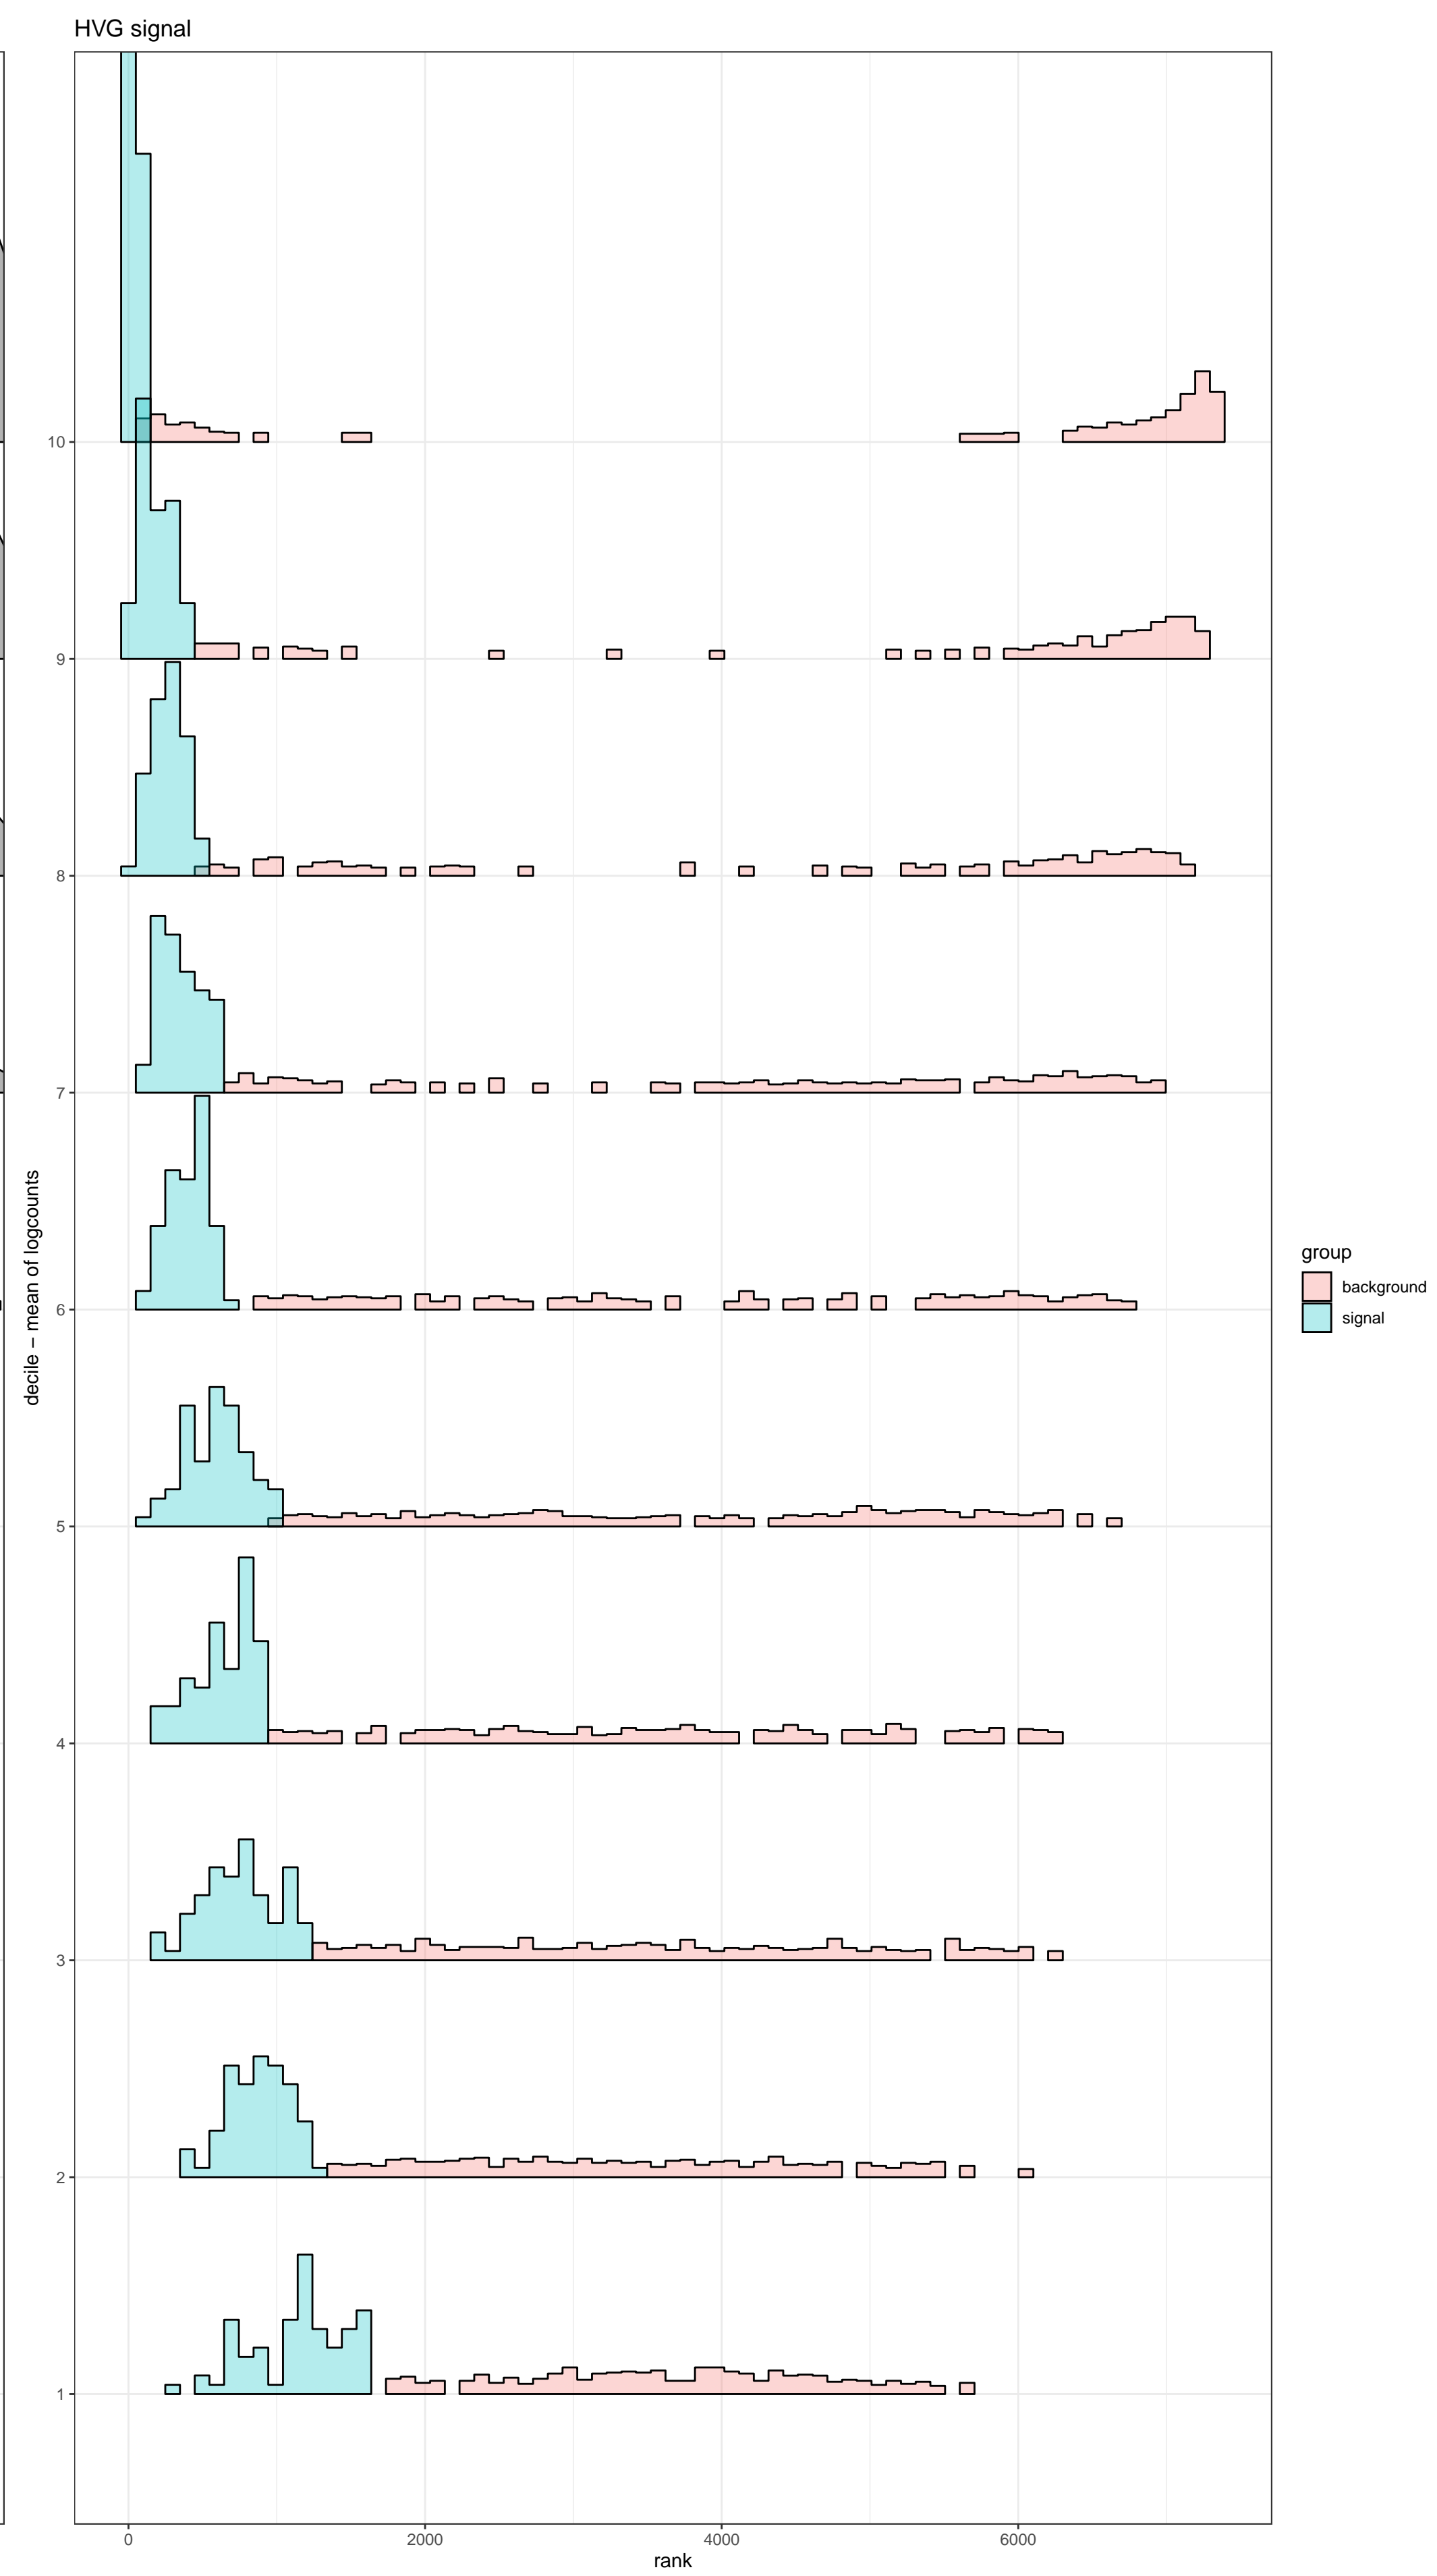 HVG signal
10
9
8
7
6
5
4
3
2
1
decile − mean of logcounts
0 2000 4000 6000
rank
group
background
signal